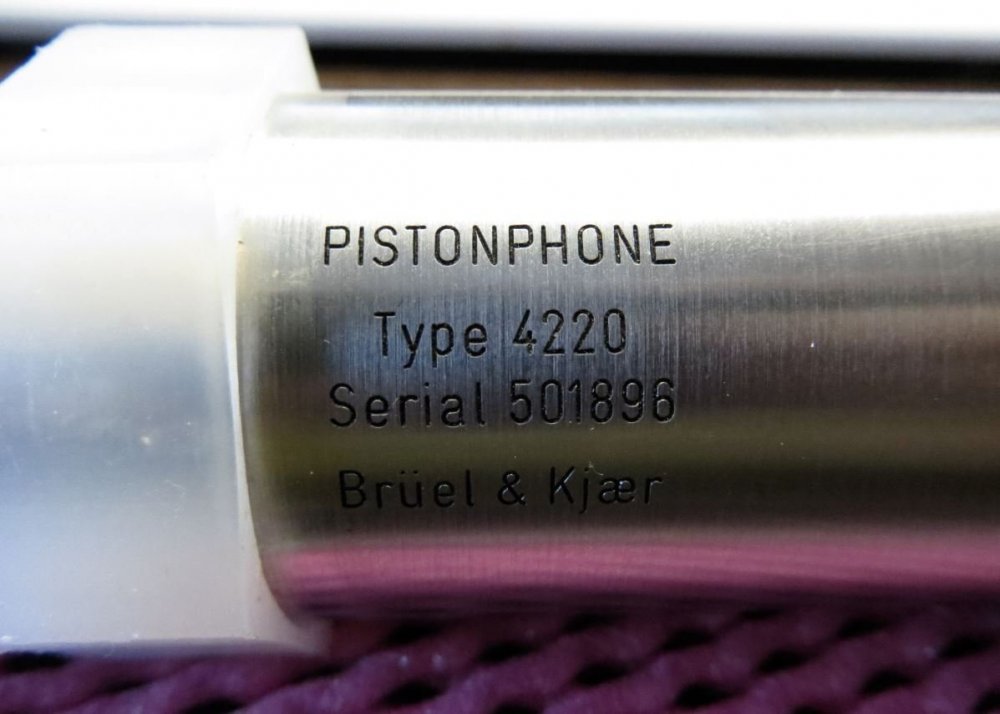 PISTONPHONE
Type 4220
Serial 501896
Brüel & Kjær